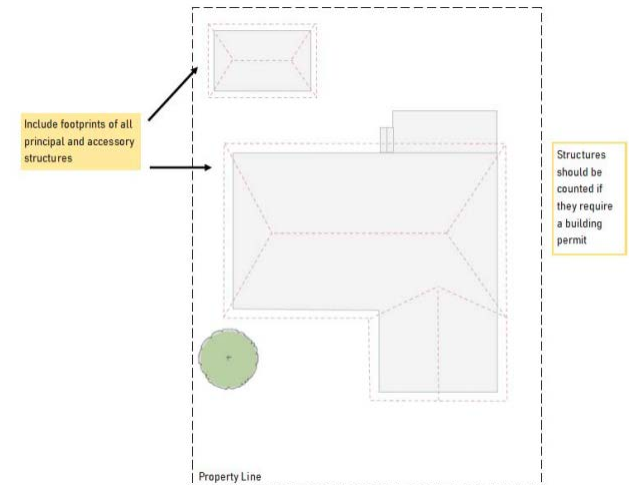 Include footprints of all
principal and accessory
structures
Structures
should be
counted if
they require
a building
permit
Property Line